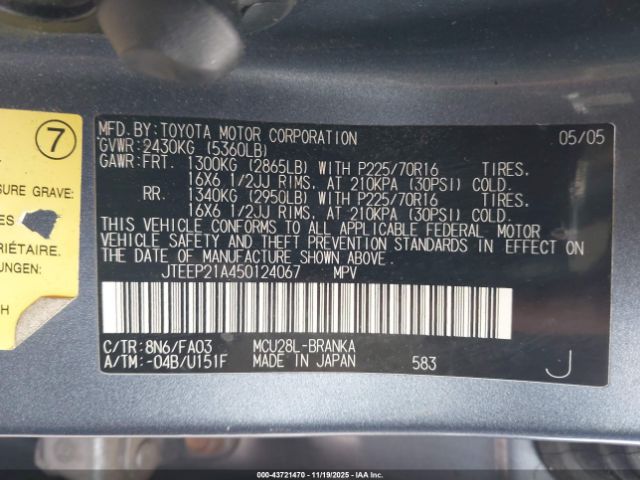 7
SURE GRAVE:
ES
RIÉTAIRE.
UNGEN:
H
MFD.BY:TOYOTA MOTOR CORPORATION 05/05
GVWR:2430KG (5360LB)
GAWR:FRT. 1300KG (2865LB) WITH P225/70R16 TIRES.
16X6 1/2JJ RIMS, AT 210KPA (30PSI) COLD.
RR. 1340KG (2950LB) WITH P225/70R16 TIRES.
16X6 1/2JJ RIMS, AT 210KPA (30PSI) COLD.
THIS VEHICLE CONFORMS TO ALL APPLICABLE FEDERAL MOTOR
VEHICLE SAFETY AND THEFT PREVENTION STANDARDS IN EFFECT ON
THE DATE OF MANUFACTURE SHOWN ABOVE.
JTEEP21A450124067 MPV
C/TR: 8N6/FA03 MCU28L-BRANKA
A/TM:-04B/U151F MADE IN JAPAN 583 J
000-43721470 - 11/19/2025 - IAAI.COM